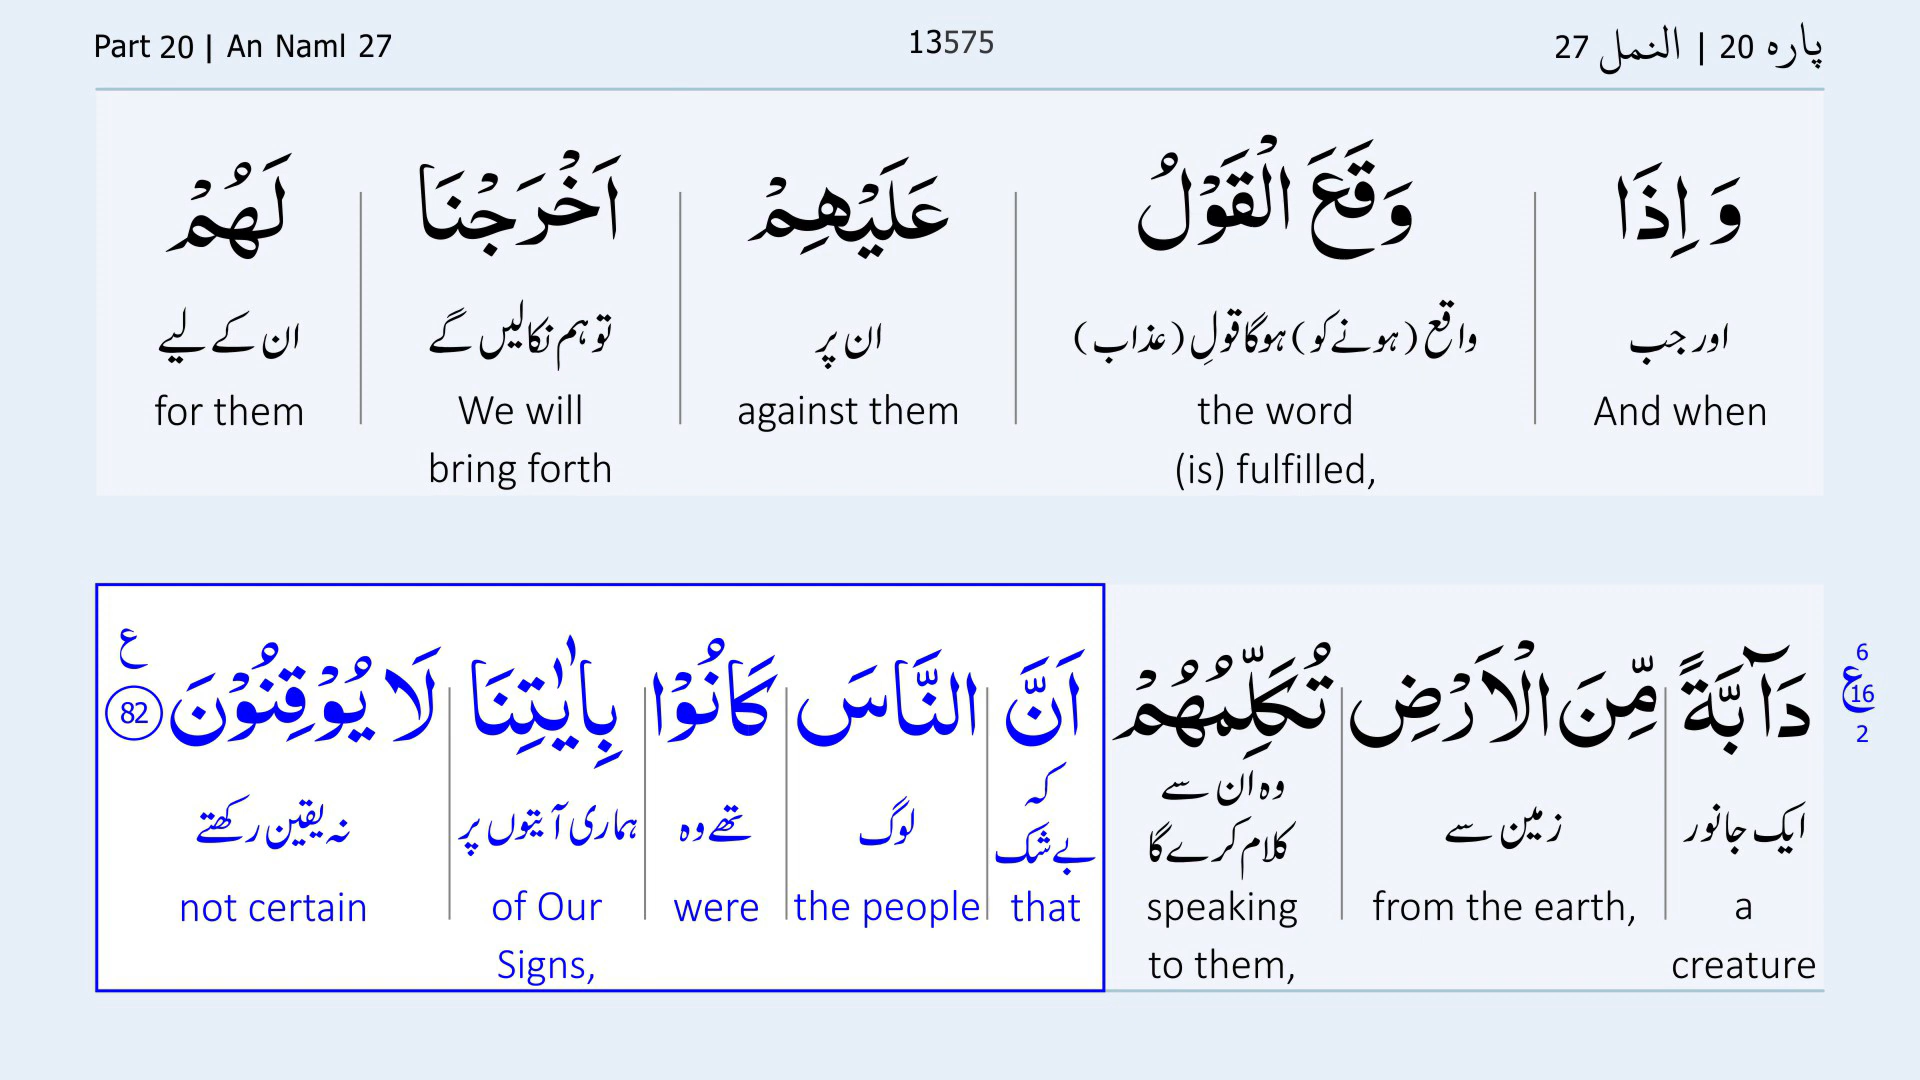 Part 20 | An Naml 27
13575
پارہ 20 | النمل 27
وَ اِذَا وَقَعَ الْقَوْلُ عَلَيْهِمْ اَخْرَجْنَا لَهُمْ
اور جب واقع (ہونے کو) ہوگا قولِ (عذاب) ان پر تو ہم نکالیں گے ان کے لیے
for them We will against them the word And when
bring forth (is) fulfilled,
دَآبَّةً مِّنَ الْاَرْضِ تُكَلِّمُهُمْ اَنَّ النَّاسَ كَانُوْا بِاٰيٰتِنَا لَا يُوْقِنُوْنَ 82 ع
6
ع 16
2
وہ ان سے کہ
ایک جانور زمین سے کلام کرے گا بے شک لوگ تھے وہ ہماری آیتوں پر نہ یقین رکھتے
not certain of Our were the people that speaking from the earth, a
Signs, to them, creature